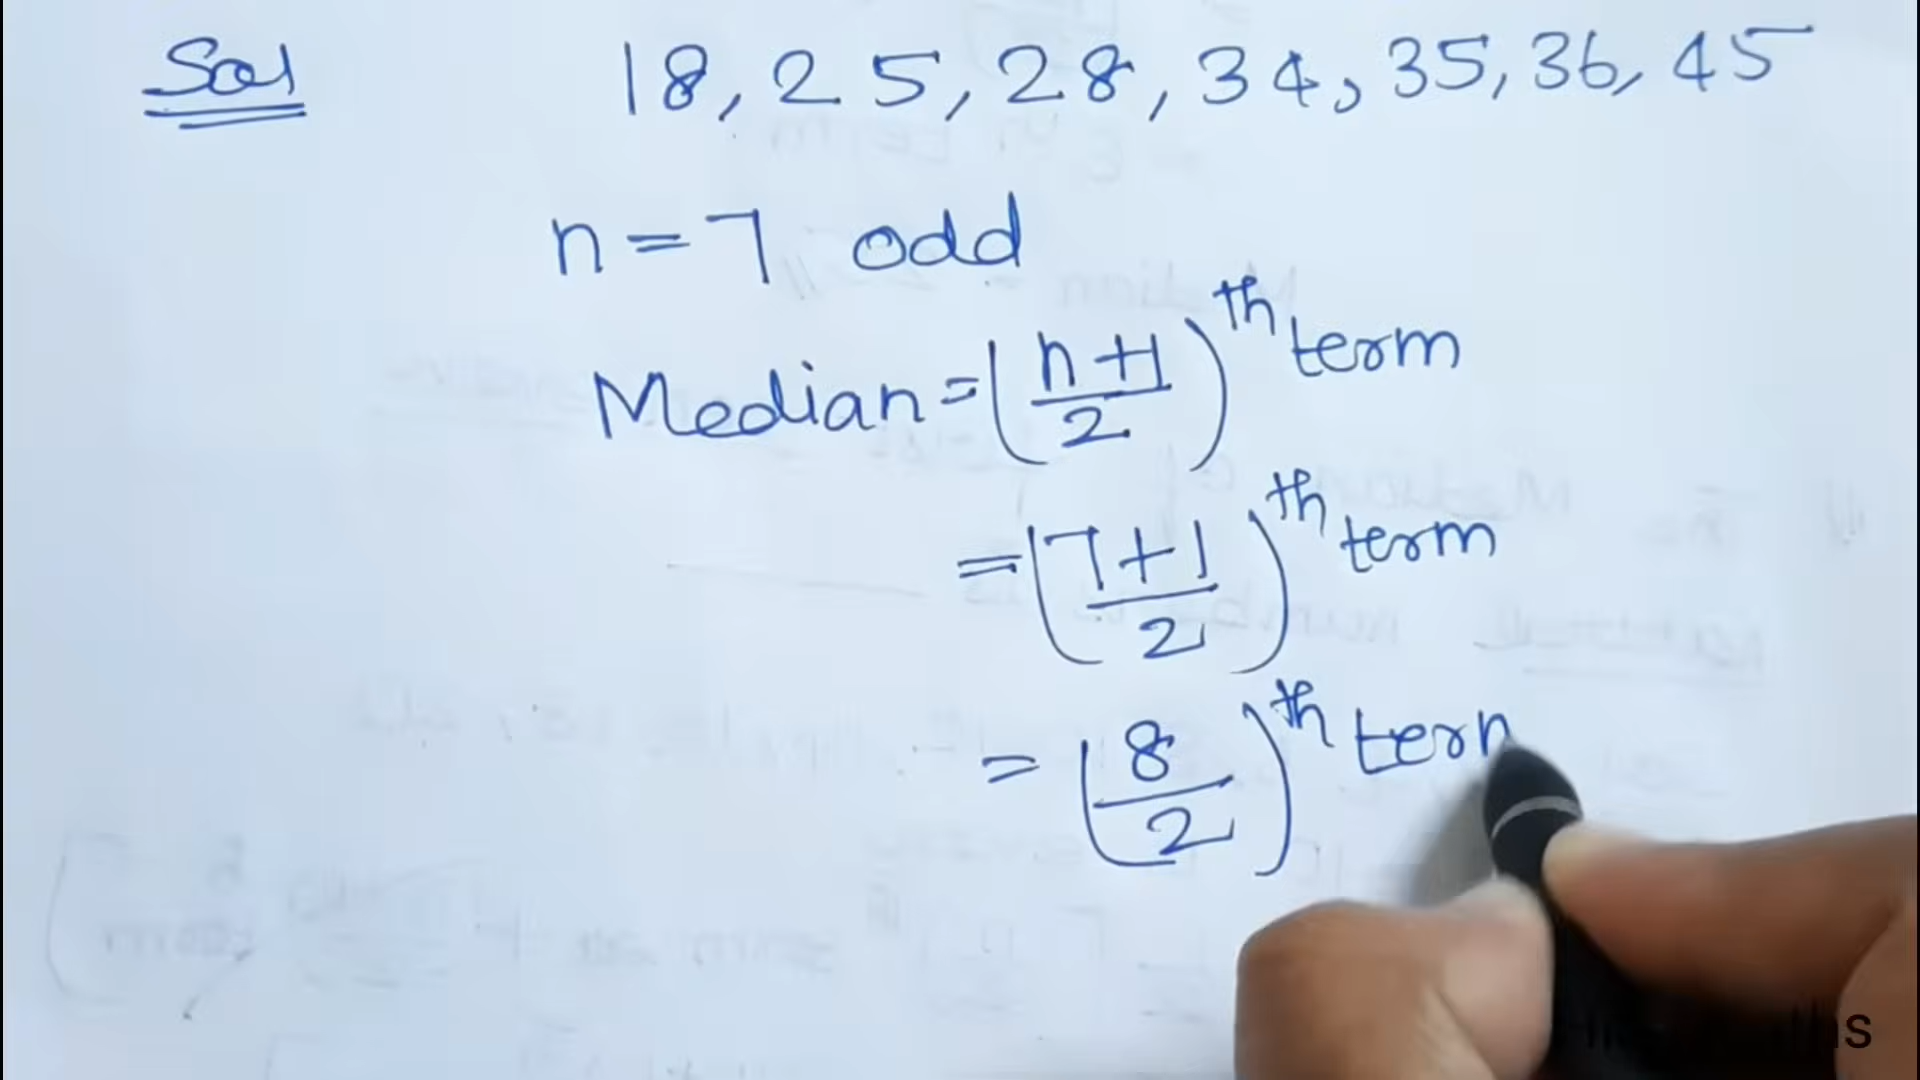 Sol 18, 25, 28, 34, 35, 36, 45
n = 7 odd
Median = (n+1/2)th term
= (7+1/2)th term
= (8/2)th tern